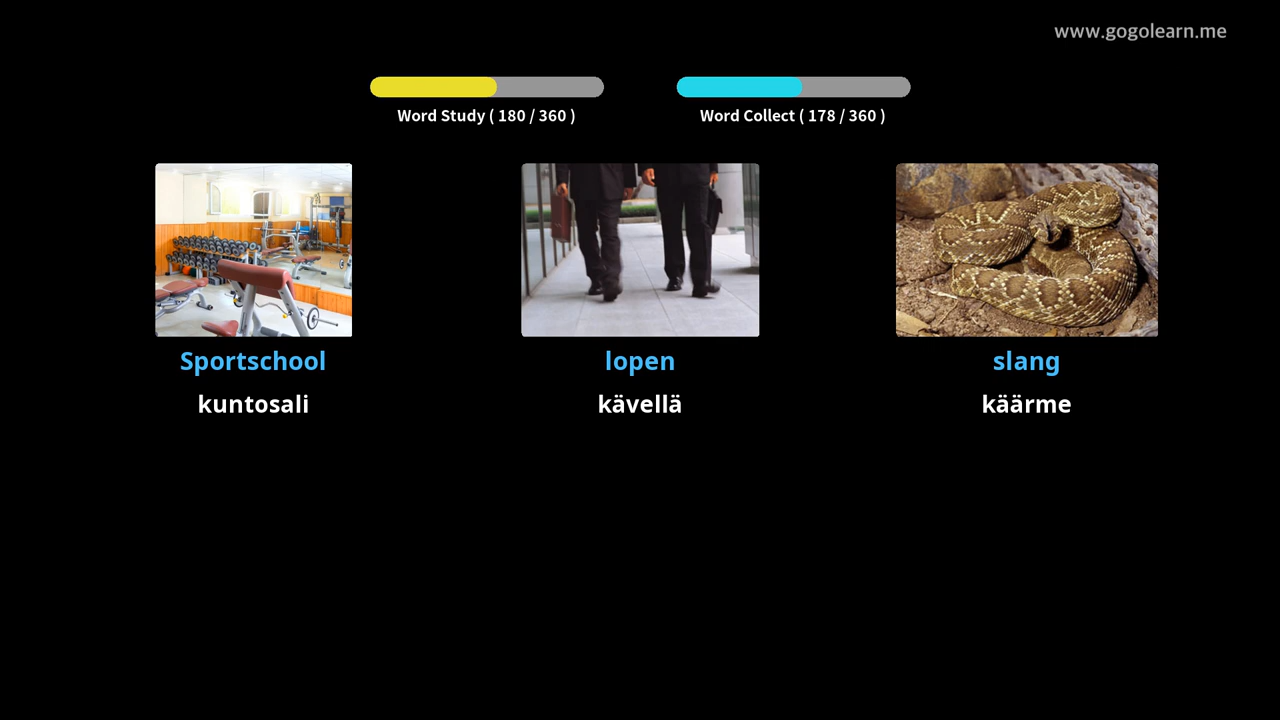 www.gogolearn.me
Word Study ( 180 / 360 )
Word Collect ( 178 / 360 )
Sportschool
lopen
slang
kuntosali
kävellä
käärme